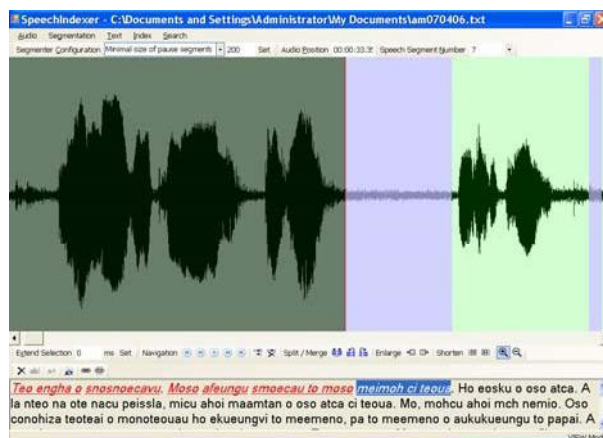 SpeechIndexer - C:\Documents and Settings\Administrator\My Documents\am070406.txt
Audio Segmentation Text Index Search
Segmenter Configuration Minimal size of pause segments 200 Set Audio Position 00:00:33.35 Speech Segment Number 7
Extend Selection 0 ms Set Navigation Split / Merge Enlarge Shorten
Teo engha o snosnoecavu. Moso afeungu smoecau to moso meimoh ci teoua. Ho eosku o oso atca. A
la nteo na ote nacu peissla, micu ahoi maamtan o oso atca ci teoua. Mo, mohcu ahoi mch nemio. Oso
conohiza teoteai o monoteouau ho ekueungvi to meemeno, pa to meemeno o aukukueungu to papai. A